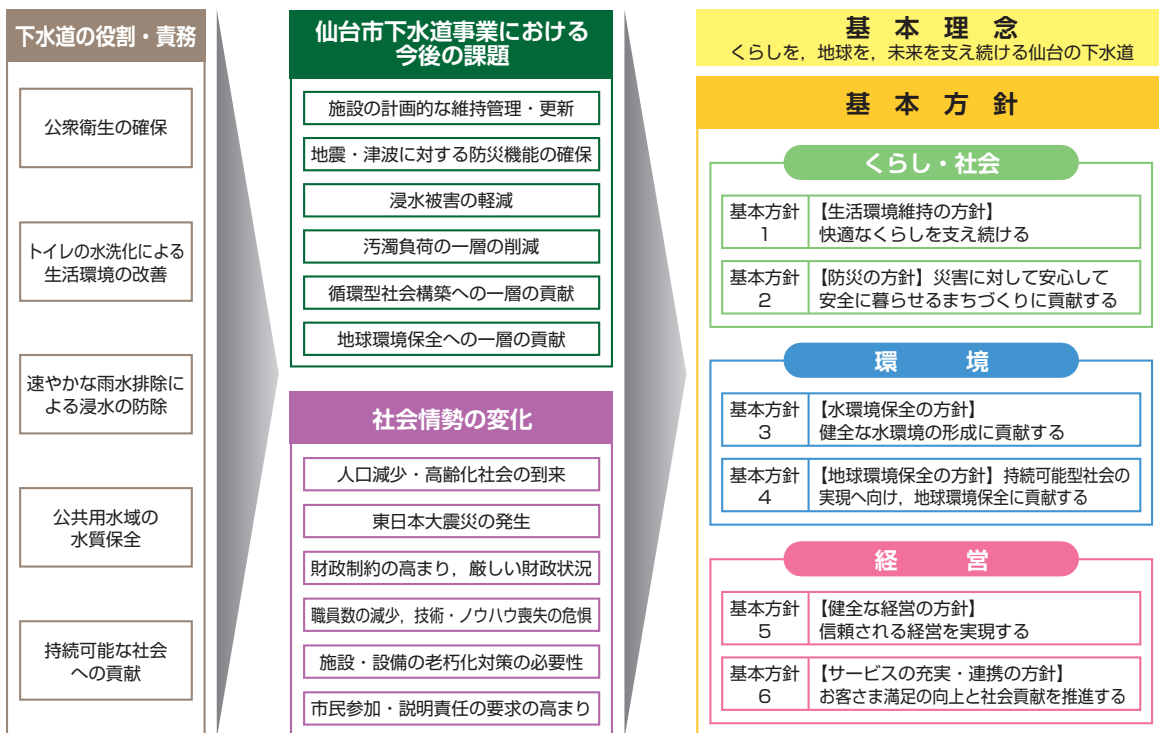 下水道の役割・責務
公衆衛生の確保
トイレの水洗化による
生活環境の改善
速やかな雨水排除に
よる浸水の防除
公共用水域の
水質保全
持続可能な社会
への貢献
仙台市下水道事業における
今後の課題
施設の計画的な維持管理・更新
地震・津波に対する防災機能の確保
浸水被害の軽減
汚濁負荷の一層の削減
循環型社会構築への一層の貢献
地球環境保全への一層の貢献
社会情勢の変化
人口減少・高齢化社会の到来
東日本大震災の発生
財政制約の高まり，厳しい財政状況
職員数の減少，技術・ノウハウ喪失の危惧
施設・設備の老朽化対策の必要性
市民参加・説明責任の要求の高まり
基本理念
くらしを，地球を，未来を支え続ける仙台の下水道
基本方針
くらし・社会
基本方針
1
【生活環境維持の方針】
快適なくらしを支え続ける
基本方針
2
【防災の方針】災害に対して安心して
安全に暮らせるまちづくりに貢献する
環境
基本方針
3
【水環境保全の方針】
健全な水環境の形成に貢献する
基本方針
4
【地球環境保全の方針】持続可能型社会の
実現へ向け，地球環境保全に貢献する
経営
基本方針
5
【健全な経営の方針】
信頼される経営を実現する
基本方針
6
【サービスの充実・連携の方針】
お客さま満足の向上と社会貢献を推進する